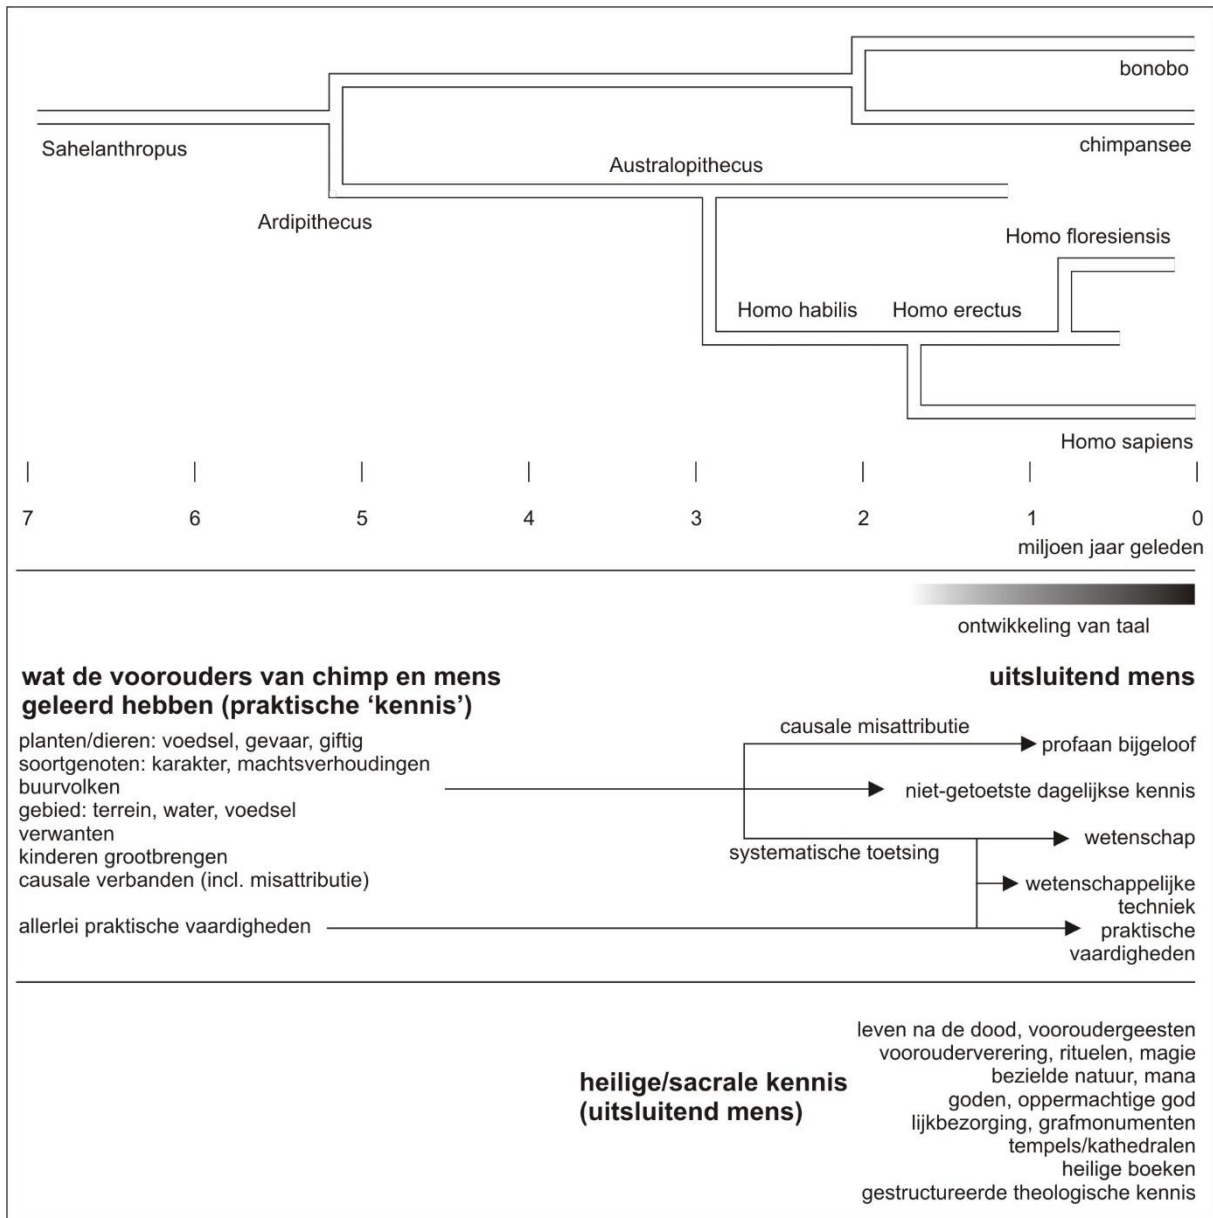 bonobo
Sahelanthropus
chimpansee
Australopithecus
Ardipithecus
Homo floresiensis
Homo habilis
Homo erectus
Homo sapiens
7 6 5 4 3 2 1 0
miljoen jaar geleden
ontwikkeling van taal
wat de voorouders van chimp en mens
geleerd hebben (praktische ‘kennis’)
uitsluitend mens
planten/dieren: voedsel, gevaar, giftig
soortgenoten: karakter, machtsverhoudingen
buurvolken
gebied: terrein, water, voedsel
verwanten
kinderen grootbrengen
causale verbanden (incl. misattributie)
allerlei praktische vaardigheden
causale misattributie
profaan bijgeloof
niet-getoetste dagelijkse kennis
systematische toetsing
wetenschap
wetenschappelijke
techniek
praktische
vaardigheden
heilige/sacrale kennis
(uitsluitend mens)
leven na de dood, vooroudergeesten
voorouderverering, rituelen, magie
bezielde natuur, mana
goden, oppermachtige god
lijkbezorging, grafmonumenten
tempels/kathedralen
heilige boeken
gestructureerde theologische kennis